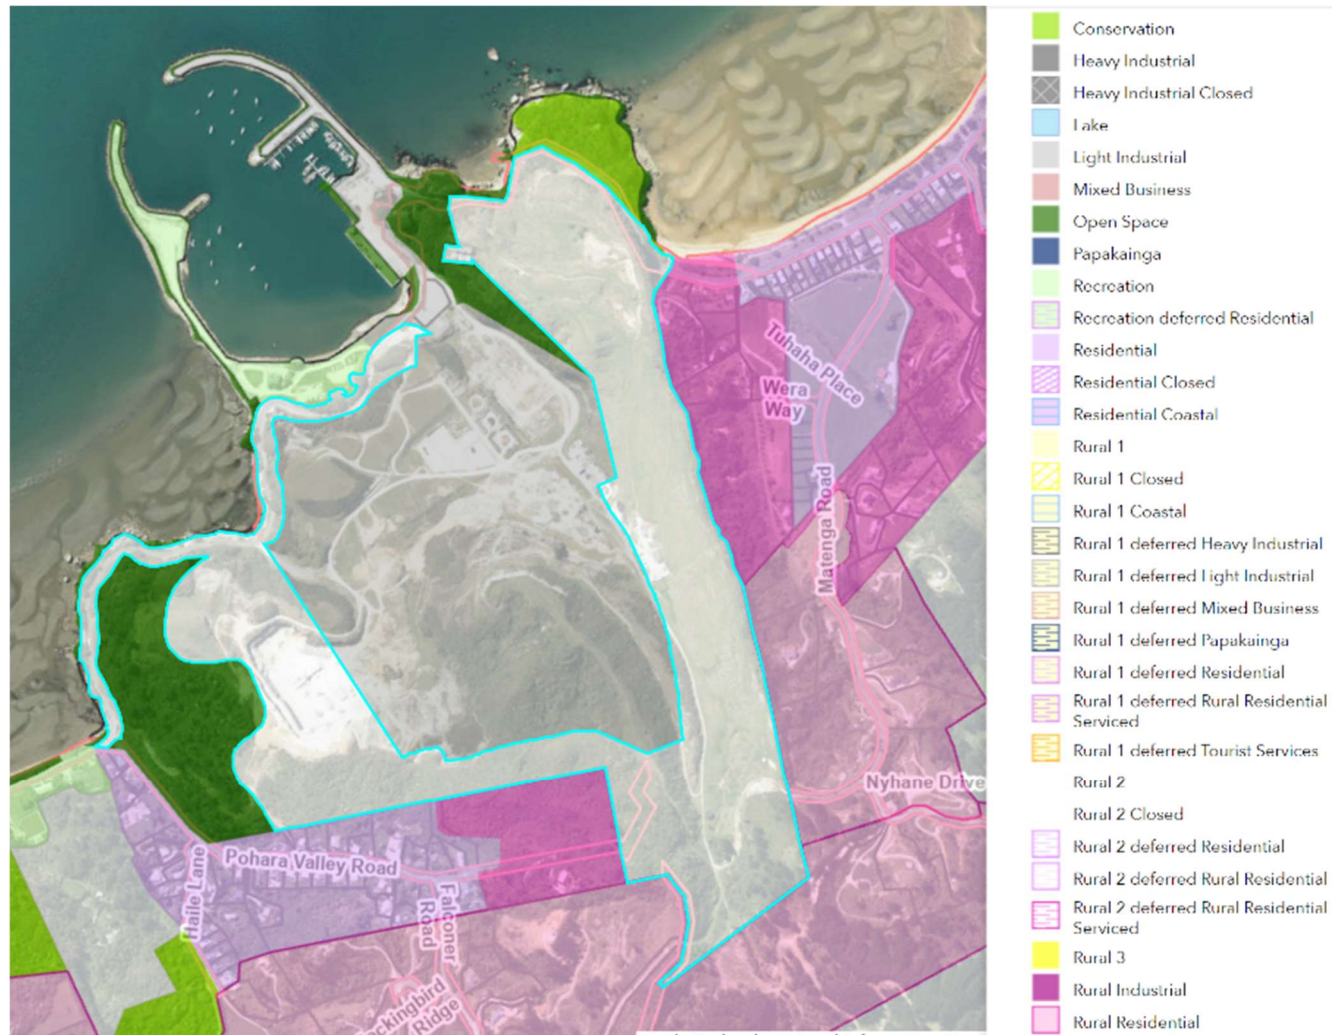 Conservation
Heavy Industrial
Heavy Industrial Closed
Lake
Light Industrial
Mixed Business
Open Space
Papakainga
Recreation
Recreation deferred Residential
Residential
Residential Closed
Residential Coastal
Rural 1
Rural 1 Closed
Rural 1 Coastal
Rural 1 deferred Heavy Industrial
Rural 1 deferred Light Industrial
Rural 1 deferred Mixed Business
Rural 1 deferred Papakainga
Rural 1 deferred Residential
Rural 1 deferred Rural Residential
Serviced
Rural 1 deferred Tourist Services
Rural 2
Rural 2 Closed
Rural 2 deferred Residential
Rural 2 deferred Rural Residential
Rural 2 deferred Rural Residential
Serviced
Rural 3
Rural Industrial
Rural Residential
Tuhaha Place
Wera
Way
Matenga Road
Nyhane Drive
Pohara Valley Road
Haile Lane
Falconer
Road
ockingbird
Ridge